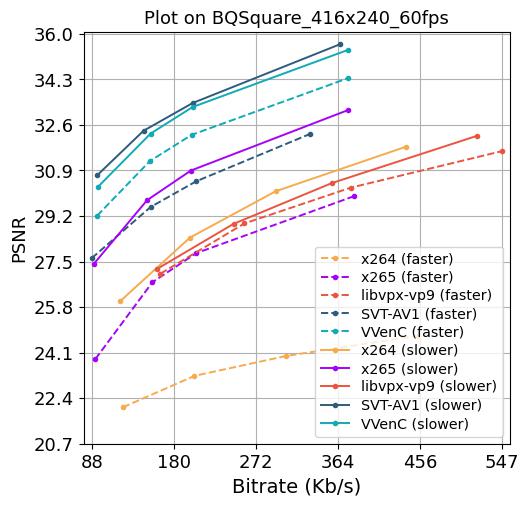 Plot on BQSquare_416x240_60fps
PSNR
36.0
34.3
32.6
30.9
29.2
27.5
25.8
24.1
22.4
20.7
x264 (faster)
x265 (faster)
libvpx-vp9 (faster)
SVT-AV1 (faster)
VVenC (faster)
x264 (slower)
x265 (slower)
libvpx-vp9 (slower)
SVT-AV1 (slower)
VVenC (slower)
88 180 272 364 456 547
Bitrate (Kb/s)